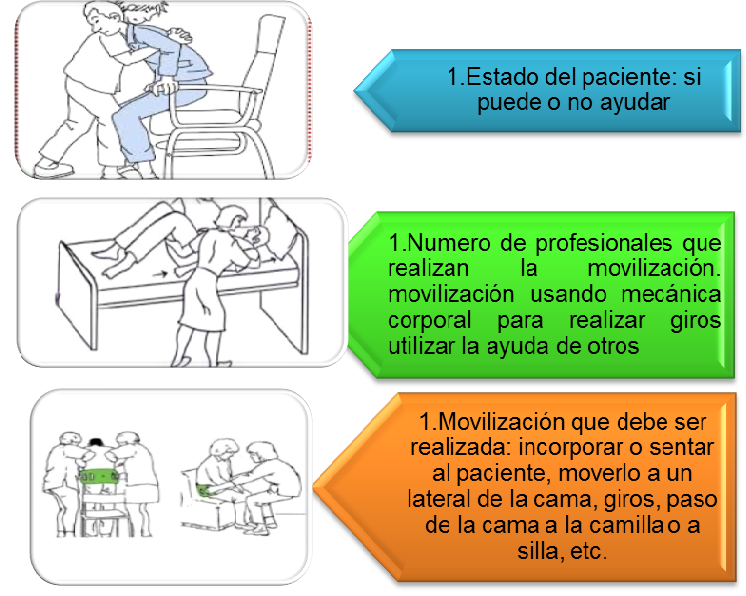 1.Estado del paciente: si
puede o no ayudar
1.Numero de profesionales que
realizan la movilización.
movilización usando mecánica
corporal para realizar giros
utilizar la ayuda de otros
1.Movilización que debe ser
realizada: incorporar o sentar
al paciente, moverlo a un
lateral de la cama, giros, paso
de la cama a la camilla o a
silla, etc.